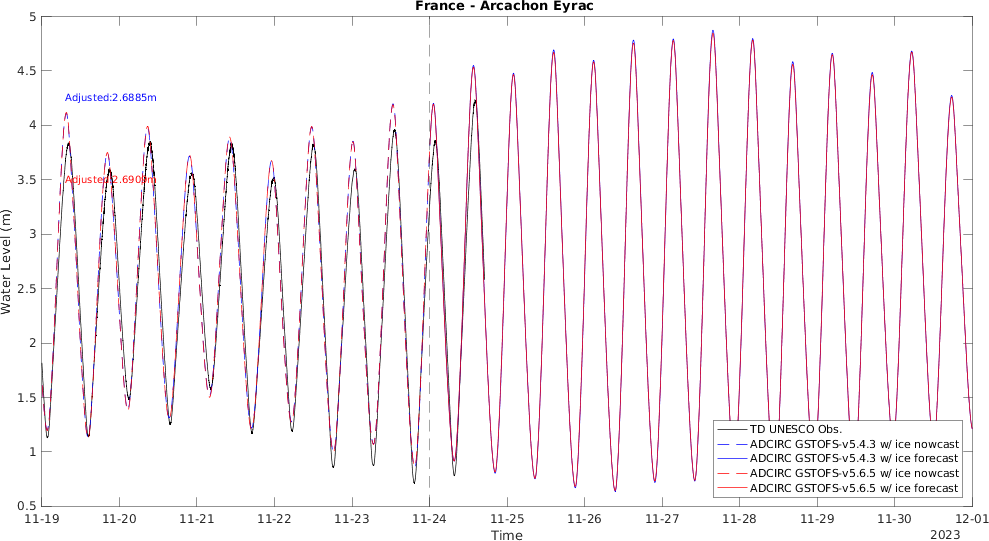 France - Arcachon Eyrac
5
4.5
4
3.5
3
2.5
2
1.5
1
0.5
Water Level (m)
Adjusted:2.6885m
Adjusted:2.6900m
TD UNESCO Obs.
ADCIRC GSTOFS-v5.4.3 w/ ice nowcast
ADCIRC GSTOFS-v5.4.3 w/ ice forecast
ADCIRC GSTOFS-v5.6.5 w/ ice nowcast
ADCIRC GSTOFS-v5.6.5 w/ ice forecast
11-19 11-20 11-21 11-22 11-23 11-24 11-25 11-26 11-27 11-28 11-29 11-30 12-01
Time
2023